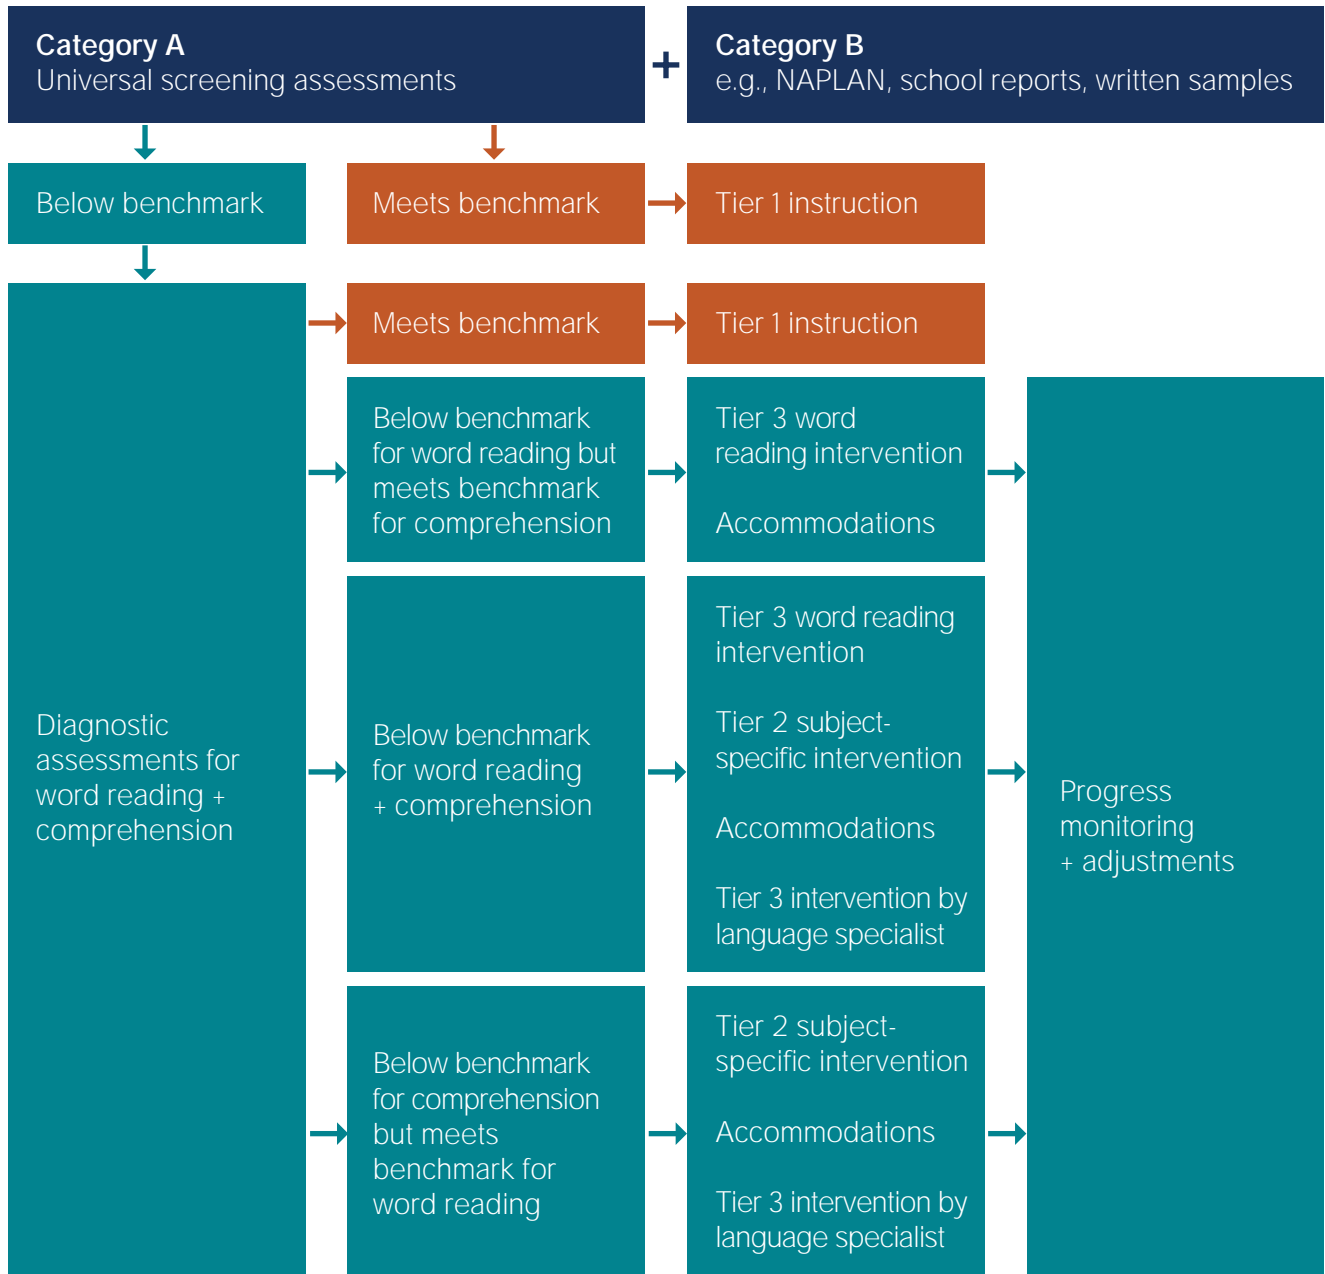 Category A
Universal screening assessments
+
Category B
e.g., NAPLAN, school reports, written samples
Below benchmark
Meets benchmark
Tier 1 instruction
Meets benchmark
Tier 1 instruction
Diagnostic
assessments for
word reading +
comprehension
Below benchmark
for word reading but
meets benchmark
for comprehension
Tier 3 word
reading intervention
Accommodations
Below benchmark
for word reading
+ comprehension
Tier 3 word reading
intervention
Tier 2 subject-
specific intervention
Accommodations
Tier 3 intervention by
language specialist
Below benchmark
for comprehension
but meets
benchmark for
word reading
Tier 2 subject-
specific intervention
Accommodations
Tier 3 intervention by
language specialist
Progress
monitoring
+ adjustments